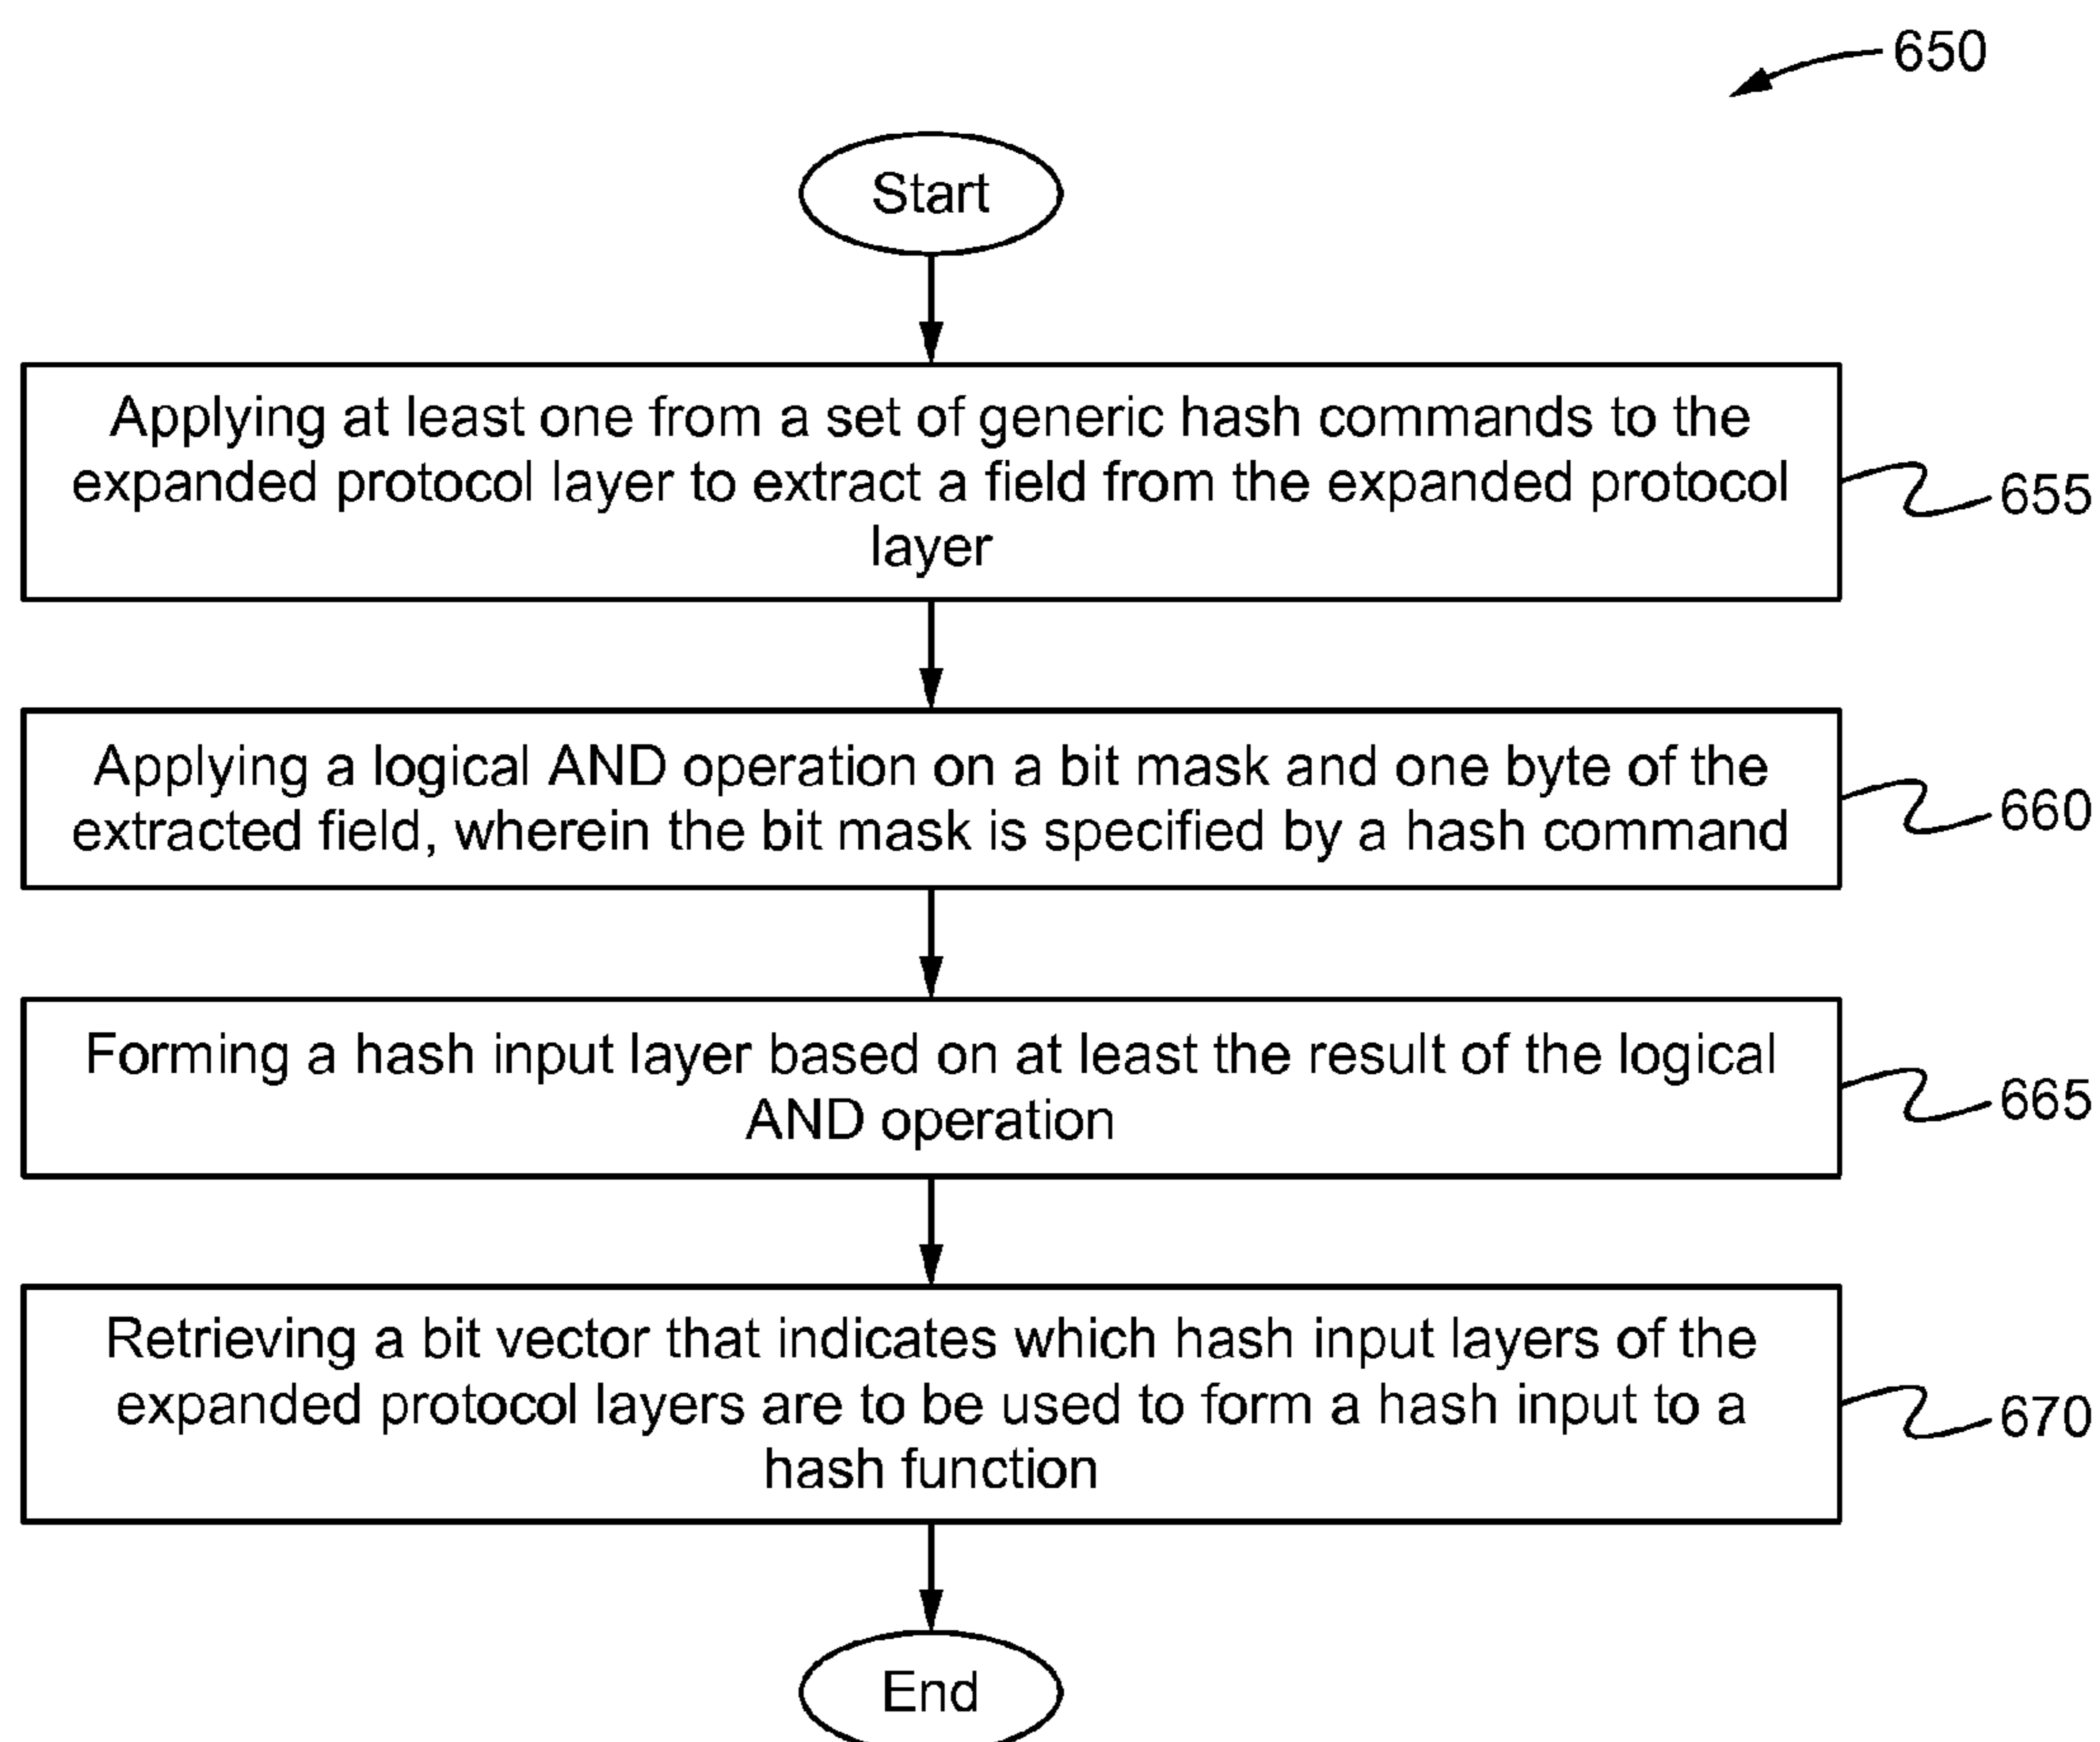 650
Start
Applying at least one from a set of generic hash commands to the
expanded protocol layer to extract a field from the expanded protocol
layer
655
Applying a logical AND operation on a bit mask and one byte of the
extracted field, wherein the bit mask is specified by a hash command
660
Forming a hash input layer based on at least the result of the logical
AND operation
665
Retrieving a bit vector that indicates which hash input layers of the
expanded protocol layers are to be used to form a hash input to a
hash function
670
End